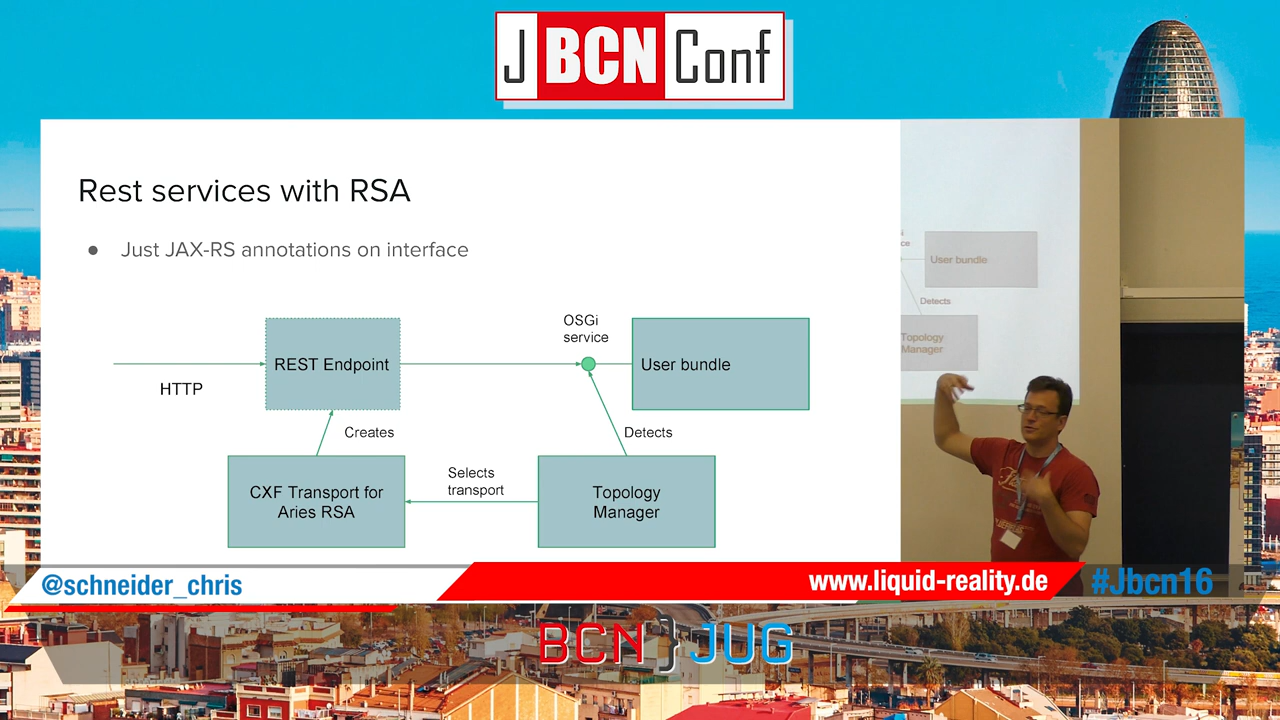 J BCN Conf
Rest services with RSA
● Just JAX-RS annotations on interface
OSGi
service
REST Endpoint
User bundle
HTTP
Creates
Detects
CXF Transport for
Aries RSA
Selects
transport
Topology
Manager
User bundle
Detects
Topology
Manager
@schneider_chris
www.liquid-reality.de
#Jbcn16
BCN JUG